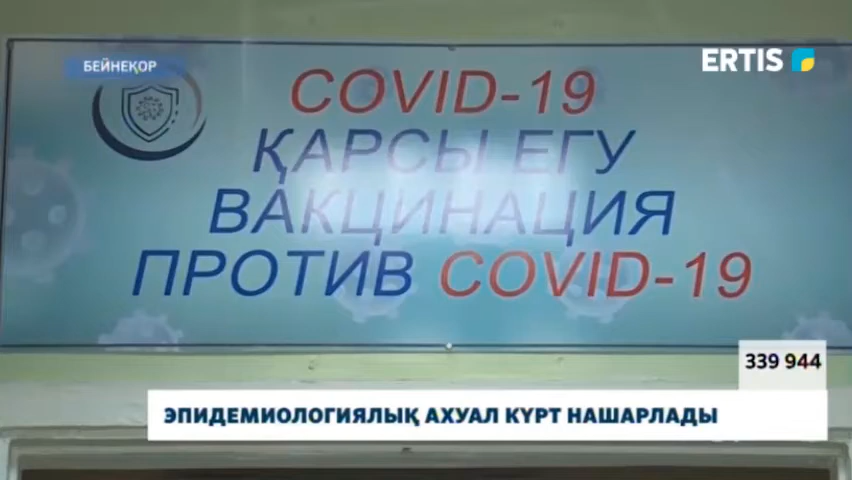 БЕЙНЕҚОР
ERTIS
COVID-19
ҚАРСЫ ЕГУ
ВАКЦИНАЦИЯ
ПРОТИВ COVID-19
339 944
ЭПИДЕМИОЛОГИЯЛЫҚ АХУАЛ КҮРТ НАШАРЛАДЫ